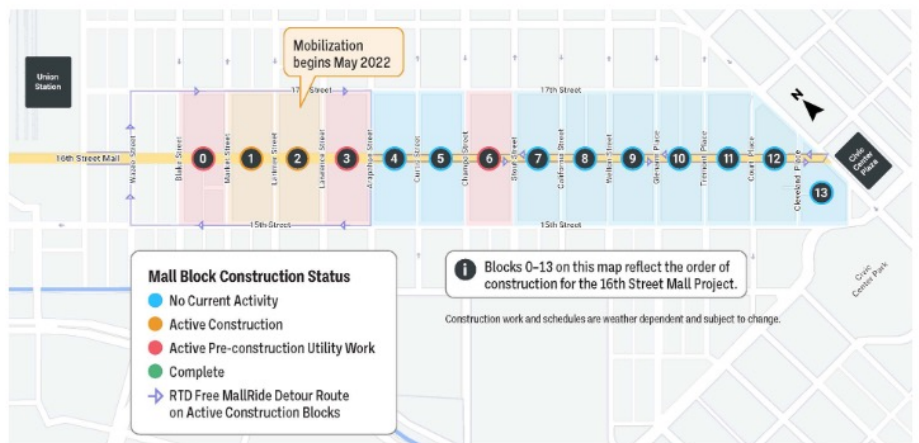 Mobilization
begins May 2022
Union
Station
17th Street
17th Street
N
16th Street Mall
Wazee Street
Blake Street
0
Market Street
1
Larimer Street
2
Lawrence Street
3
Arapahoe Street
4
Curtis Street
5
Champa Street
6
Stout Street
7
California Street
8
Welton Street
9
Glenarm Place
10
Tremont Place
11
Court Place
12
Cleveland Place
13
Civic
Center
Plaza
15th Street
15th Street
Civic
Center Park
Mall Block Construction Status
No Current Activity
Active Construction
Active Pre-construction Utility Work
Complete
RTD Free MallRide Detour Route
on Active Construction Blocks
i
Blocks 0–13 on this map reflect the order of
construction for the 16th Street Mall Project.
Construction work and schedules are weather dependent and subject to change.